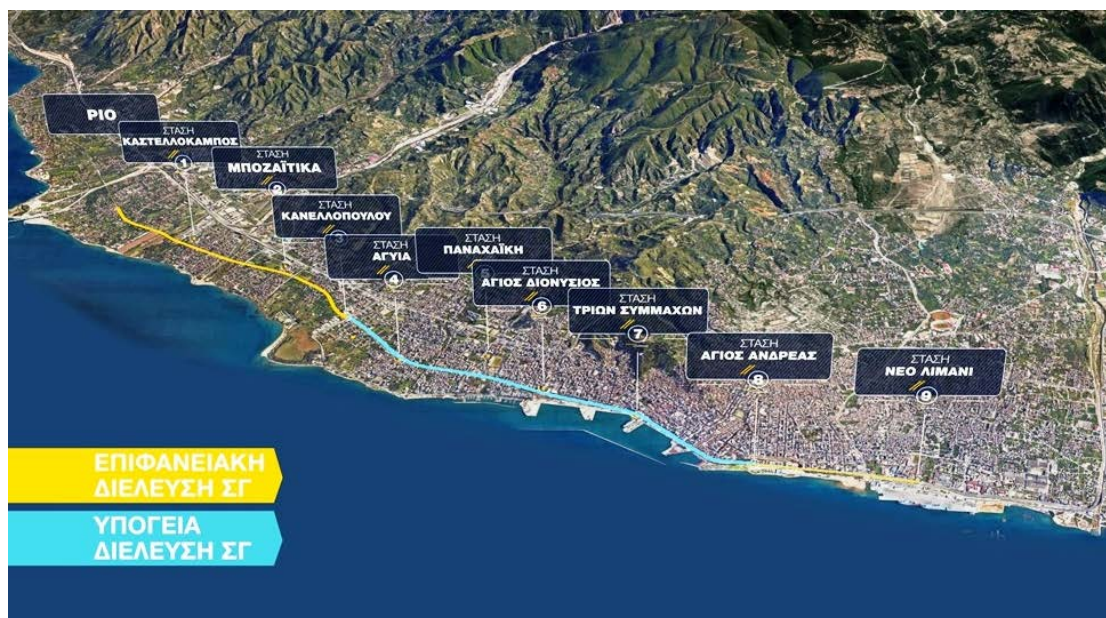 ΡΙΟ
ΣΤΑΣΗ
ΚΑΣΤΕΛΛΟΚΑΜΠΟΣ
1
ΣΤΑΣΗ
ΜΠΟΖΑΪΤΙΚΑ
2
ΣΤΑΣΗ
ΚΑΝΕΛΛΟΠΟΥΛΟΥ
3
ΣΤΑΣΗ
ΑΓΥΙΑ
4
ΣΤΑΣΗ
ΠΑΝΑΧΑΪΚΗ
5
ΣΤΑΣΗ
ΑΓΙΟΣ ΔΙΟΝΥΣΙΟΣ
6
ΣΤΑΣΗ
ΤΡΙΩΝ ΣΥΜΜΑΧΩΝ
7
ΣΤΑΣΗ
ΑΓΙΟΣ ΑΝΔΡΕΑΣ
8
ΣΤΑΣΗ
ΝΕΟ ΛΙΜΑΝΙ
9
ΕΠΙΦΑΝΕΙΑΚΗ
ΔΙΕΛΕΥΣΗ ΣΓ
ΥΠΟΓΕΙΑ
ΔΙΕΛΕΥΣΗ ΣΓ